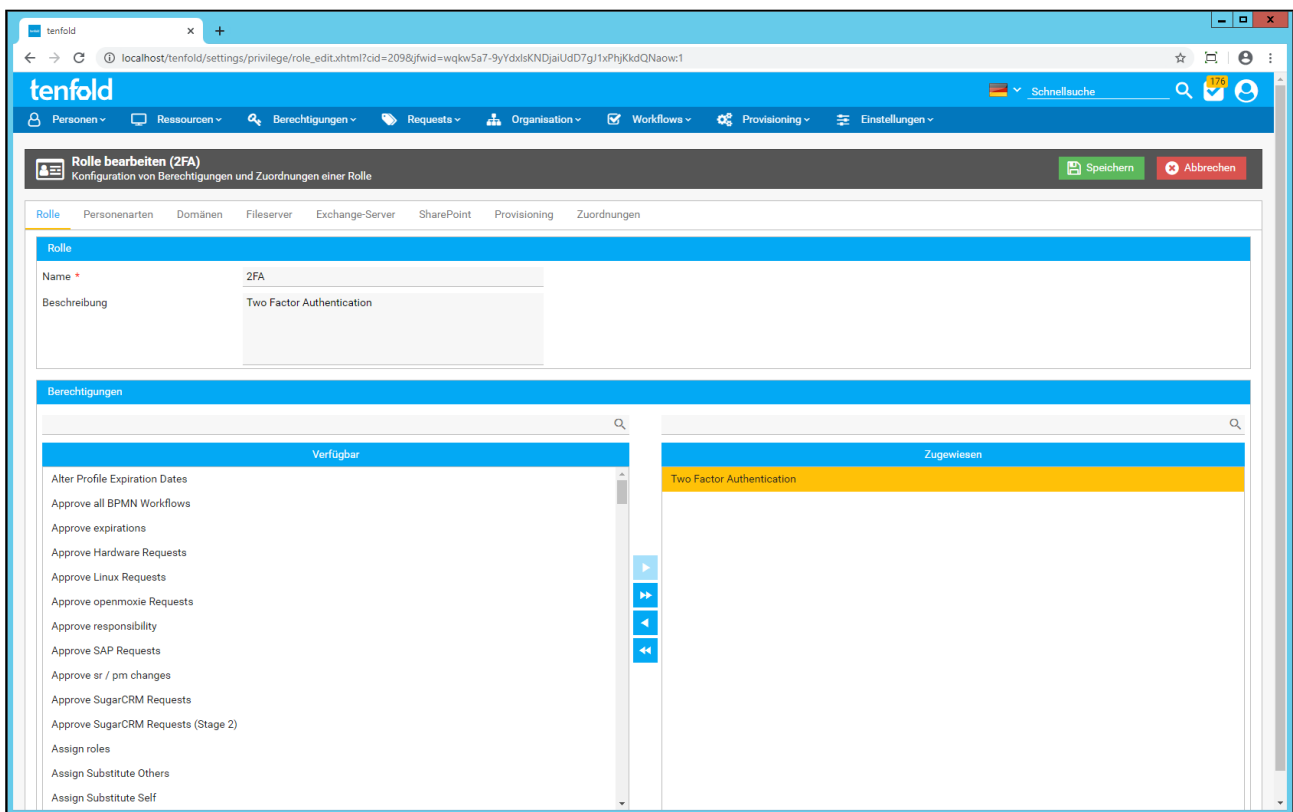 tenfold
localhost/tenfold/settings/privilege/role_edit.xhtml?cid=209&jfwid=wqkw5a7-9yYdxlsKNDjaiUdD7gJ1xPhjKkdQNaow:1
tenfold
Schnellsuche
176
Personen
Ressourcen
Berechtigungen
Requests
Organisation
Workflows
Provisioning
Einstellungen
Rolle bearbeiten (2FA)
Konfiguration von Berechtigungen und Zuordnungen einer Rolle
Speichern
Abbrechen
Rolle
Personenarten
Domänen
Fileserver
Exchange-Server
SharePoint
Provisioning
Zuordnungen
Rolle
Name *
2FA
Beschreibung
Two Factor Authentication
Berechtigungen
Verfügbar
Zugewiesen
Alter Profile Expiration Dates
Two Factor Authentication
Approve all BPMN Workflows
Approve expirations
Approve Hardware Requests
Approve Linux Requests
Approve openmoxie Requests
Approve responsibility
Approve SAP Requests
Approve sr / pm changes
Approve SugarCRM Requests
Approve SugarCRM Requests (Stage 2)
Assign roles
Assign Substitute Others
Assign Substitute Self